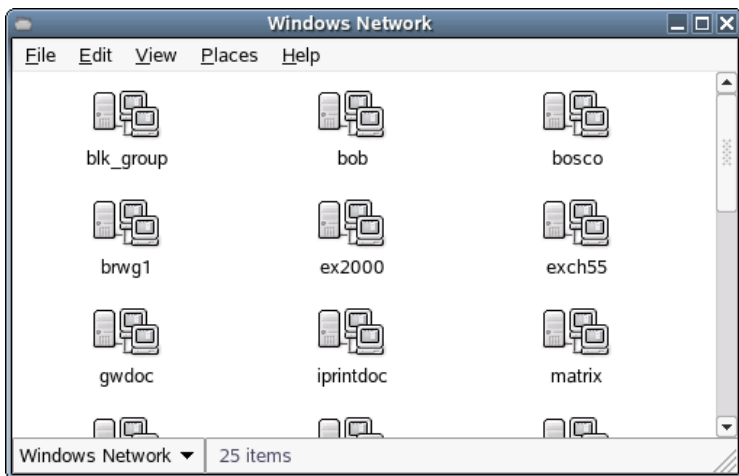 Windows Network
File Edit View Places Help
blk_group bob bosco
brwg1 ex2000 exch55
gwdoc iprintdoc matrix
Windows Network 25 items